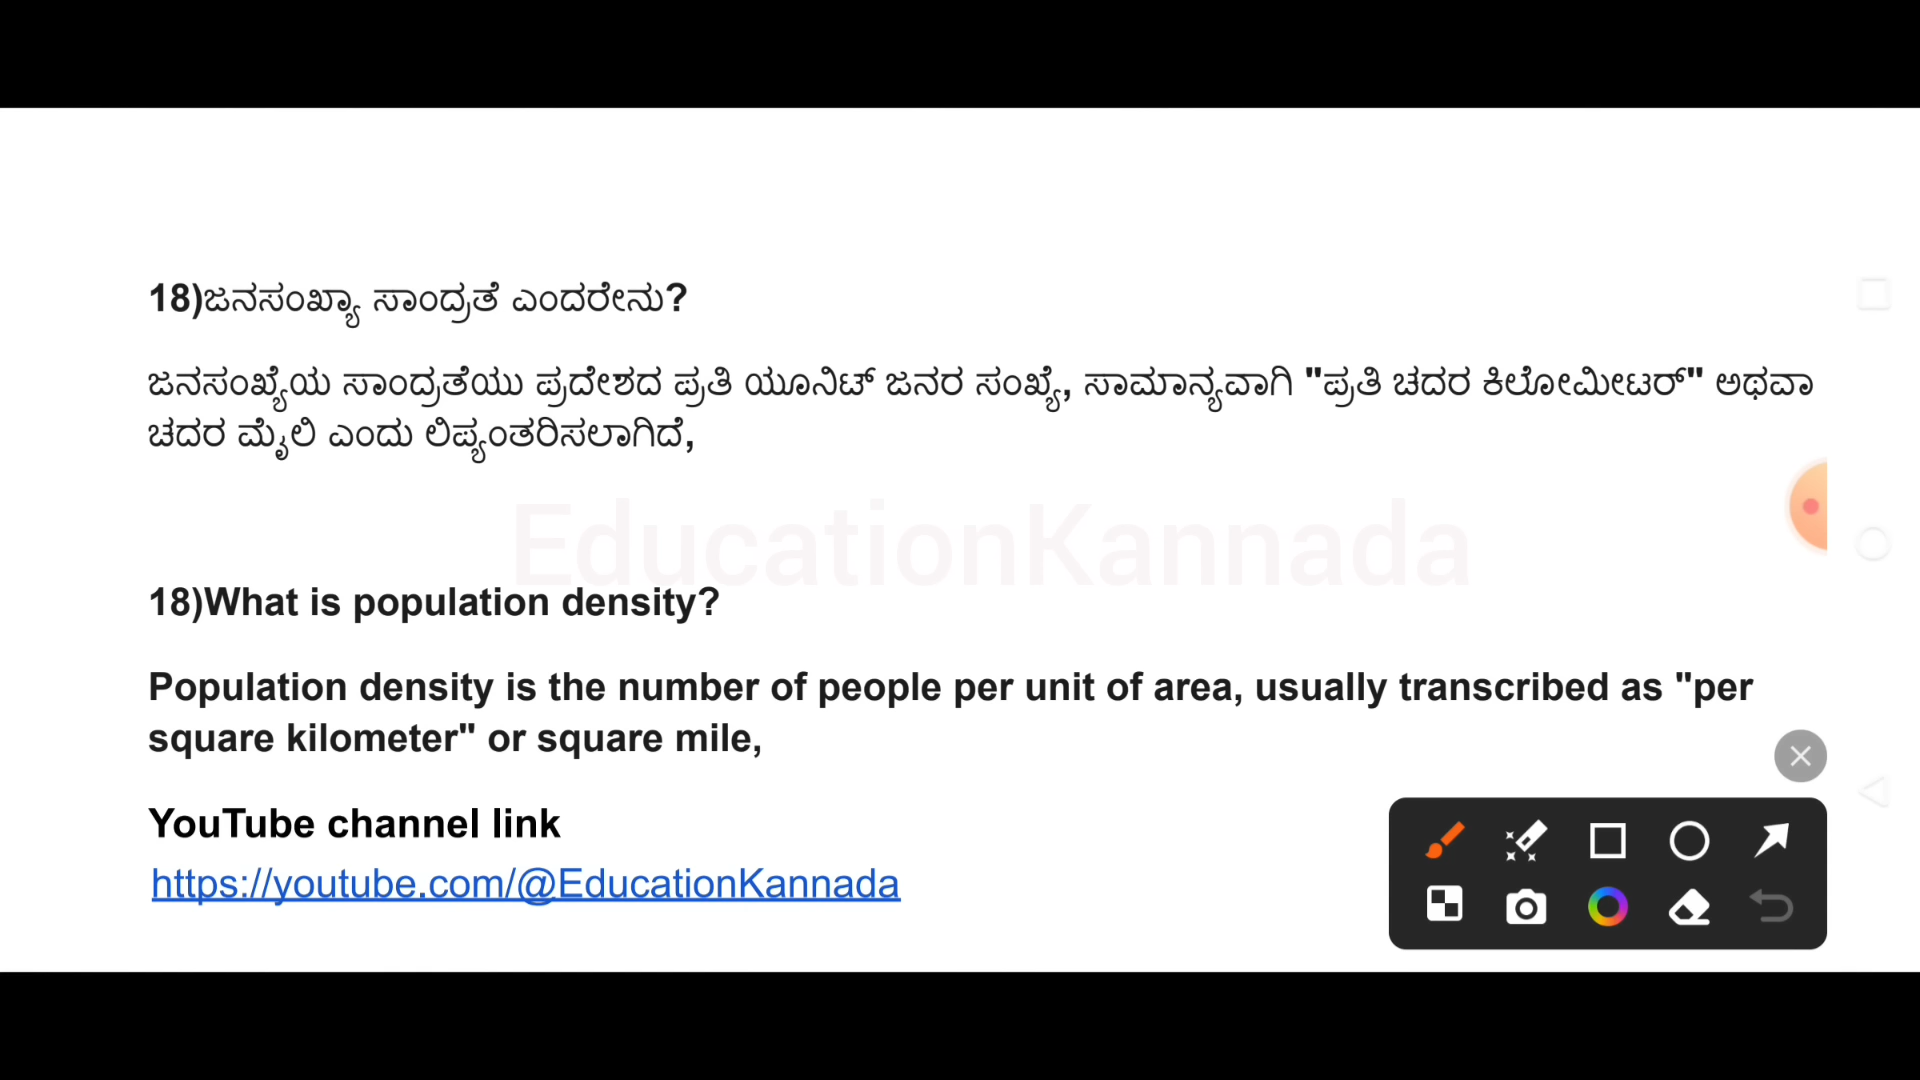 18)ಜನಸಂಖ್ಯಾ ಸಾಂದ್ರತೆ ಎಂದರೇನು?
ಜನಸಂಖ್ಯೆಯ ಸಾಂದ್ರತೆಯು ಪ್ರದೇಶದ ಪ್ರತಿ ಯೂನಿಟ್ ಜನರ ಸಂಖ್ಯೆ, ಸಾಮಾನ್ಯವಾಗಿ "ಪ್ರತಿ ಚದರ ಕಿಲೋಮೀಟರ್" ಅಥವಾ
ಚದರ ಮೈಲಿ ಎಂದು ಲಿಪ್ಯಂತರಿಸಲಾಗಿದೆ,
EducationKannada
18)What is population density?
Population density is the number of people per unit of area, usually transcribed as "per
square kilometer" or square mile,
YouTube channel link
https://youtube.com/@EducationKannada